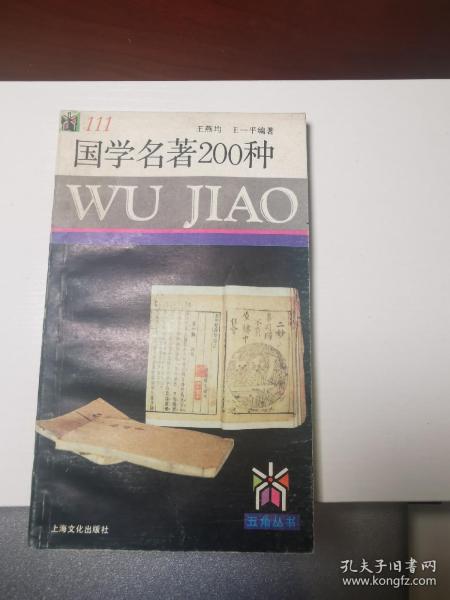 111
王燕均 王一平编著
国学名著200种
WU JIAO
二妙
上海文化出版社
五角丛书
孔夫子旧书网
www.kongfz.com